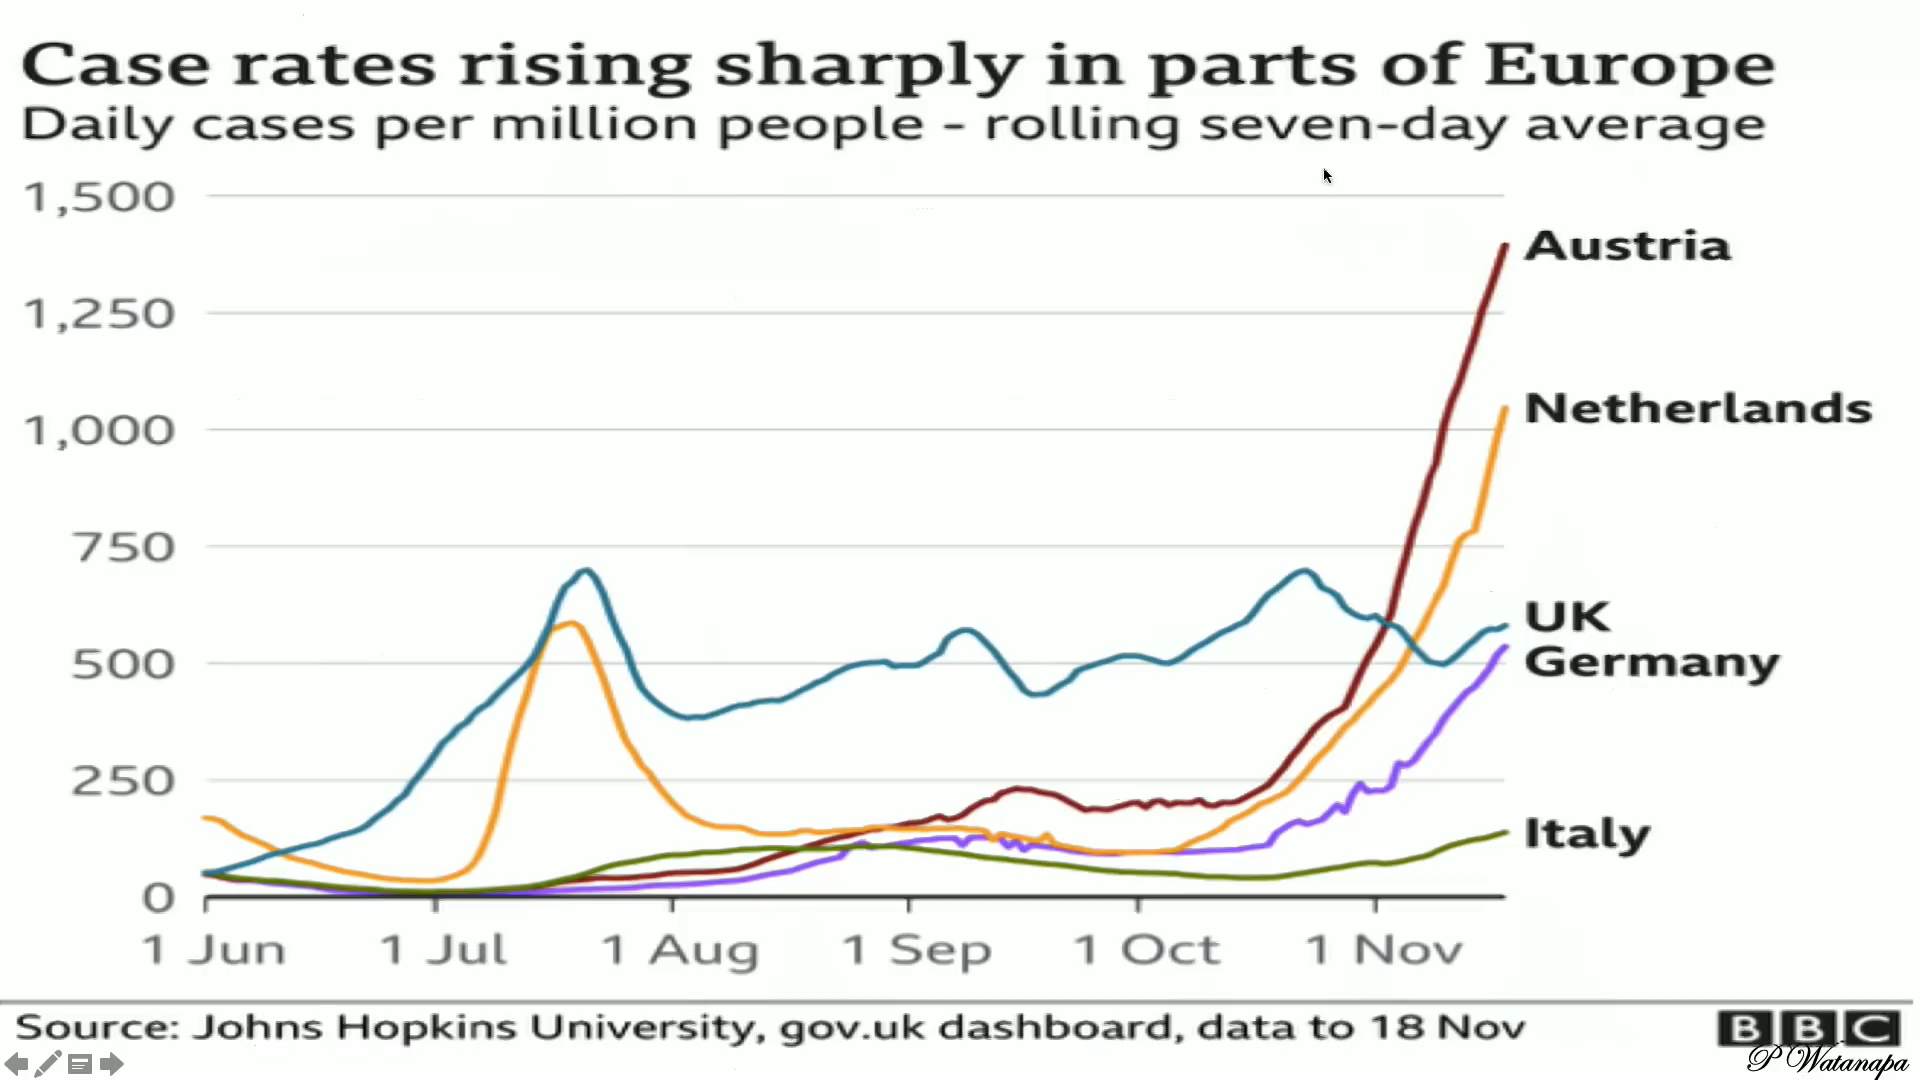 Case rates rising sharply in parts of Europe
Daily cases per million people - rolling seven-day average
1,500
1,250
1,000
750
500
250
0
Austria
Netherlands
UK
Germany
Italy
1 Jun 1 Jul 1 Aug 1 Sep 1 Oct 1 Nov
Source: Johns Hopkins University, gov.uk dashboard, data to 18 Nov
BBC
P Watanapa